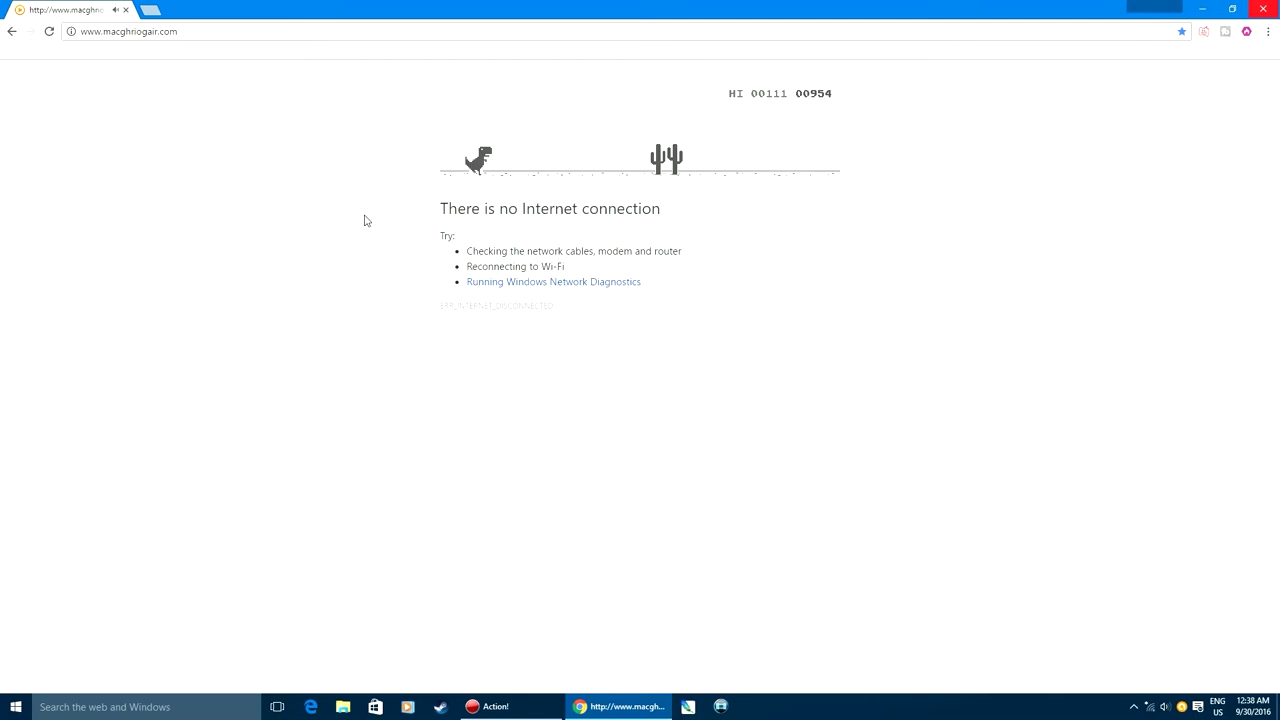 http://www.macghric
www.macghriogair.com
HI 00111 00954
There is no Internet connection
Try:
Checking the network cables, modem and router
Reconnecting to Wi-Fi
Running Windows Network Diagnostics
ERR_INTERNET_DISCONNECTED
Search the web and Windows
Action!
http://www.macgh...
ENG
US
12:38 AM
9/30/2016